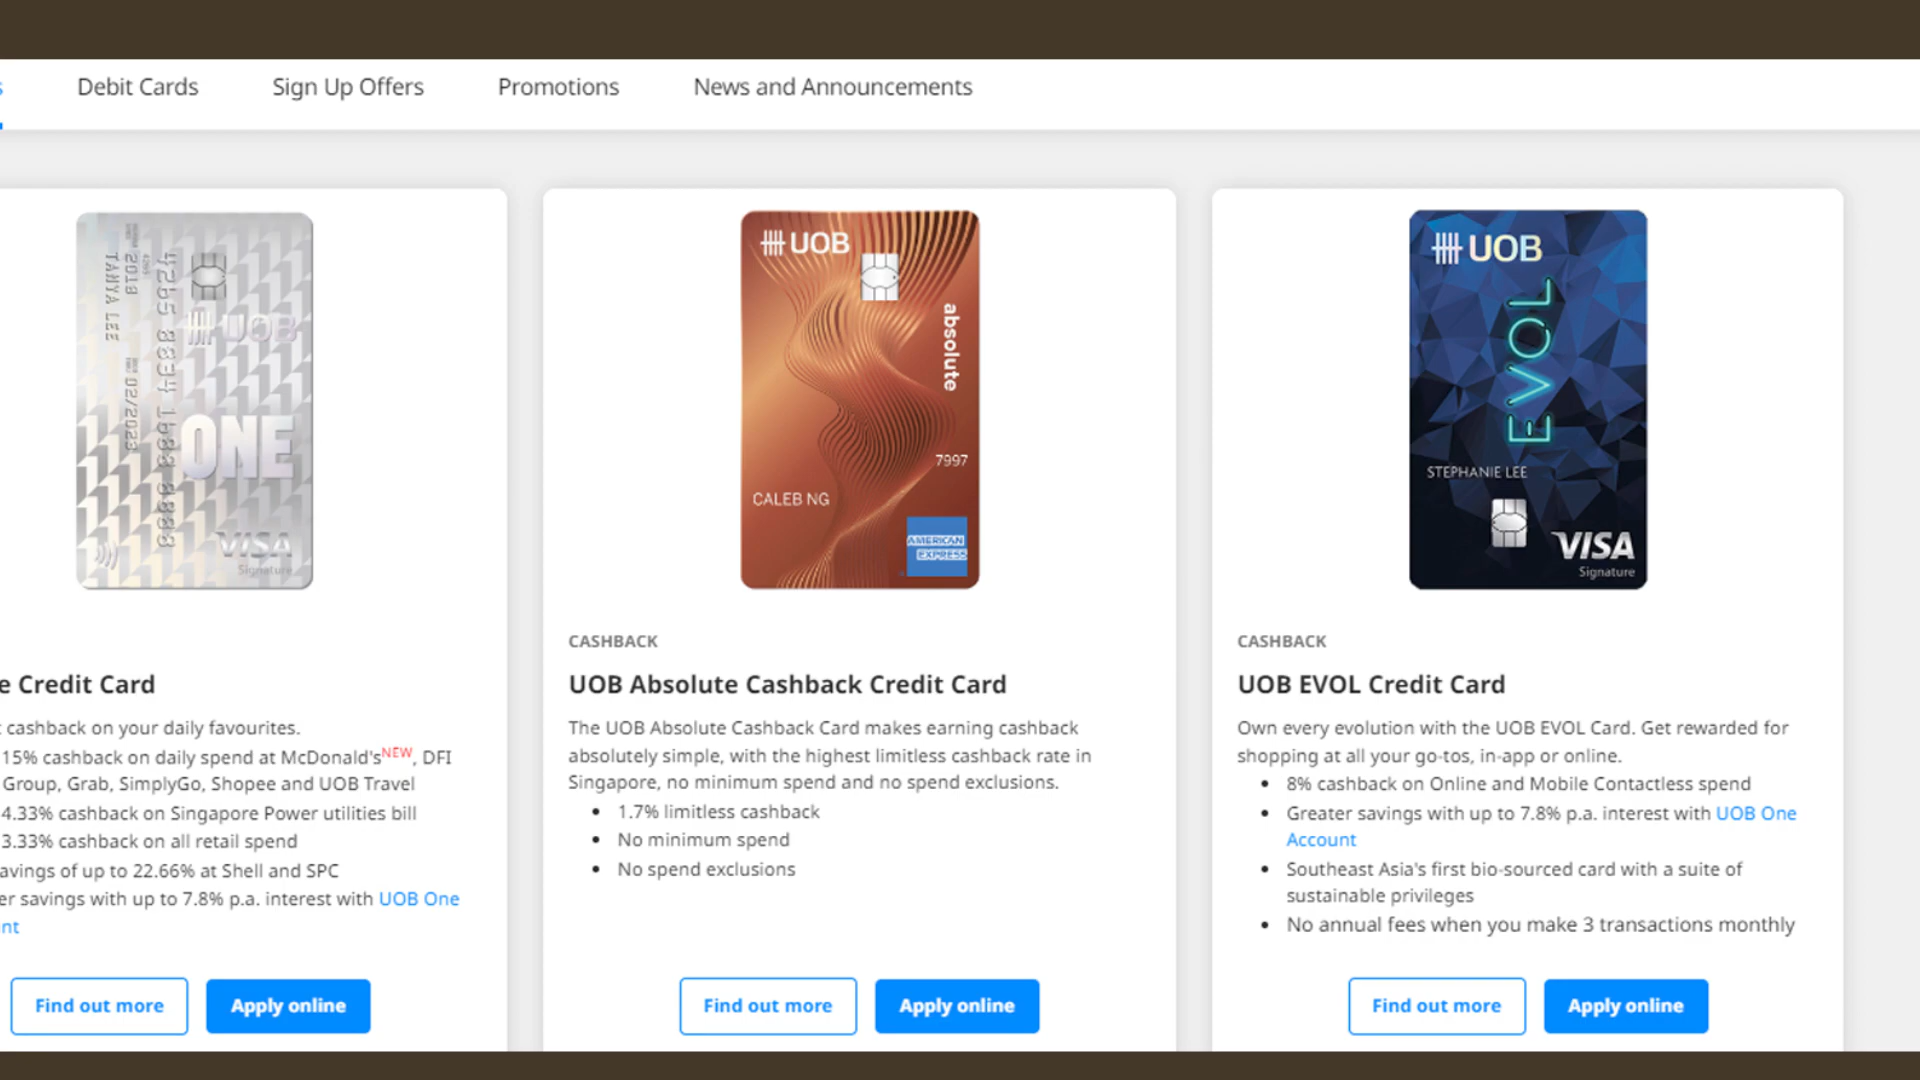 s
Debit Cards
Sign Up Offers
Promotions
News and Announcements
TANYA LEE
2018
02/2023
UOB
ONE
VISA
Signature
e Credit Card
t cashback on your daily favourites.
15% cashback on daily spend at McDonald'sNEW, DFI
Group, Grab, SimplyGo, Shopee and UOB Travel
4.33% cashback on Singapore Power utilities bill
3.33% cashback on all retail spend
avings of up to 22.66% at Shell and SPC
er savings with up to 7.8% p.a. interest with UOB One
nt
Find out more
Apply online
UOB
absolute
7997
CALEB NG
AMERICAN
EXPRESS
CASHBACK
UOB Absolute Cashback Credit Card
The UOB Absolute Cashback Card makes earning cashback
absolutely simple, with the highest limitless cashback rate in
Singapore, no minimum spend and no spend exclusions.
• 1.7% limitless cashback
• No minimum spend
• No spend exclusions
Find out more
Apply online
UOB
EVOL
STEPHANIE LEE
VISA
Signature
CASHBACK
UOB EVOL Credit Card
Own every evolution with the UOB EVOL Card. Get rewarded for
shopping at all your go-tos, in-app or online.
• 8% cashback on Online and Mobile Contactless spend
• Greater savings with up to 7.8% p.a. interest with UOB One
Account
• Southeast Asia's first bio-sourced card with a suite of
sustainable privileges
• No annual fees when you make 3 transactions monthly
Find out more
Apply online